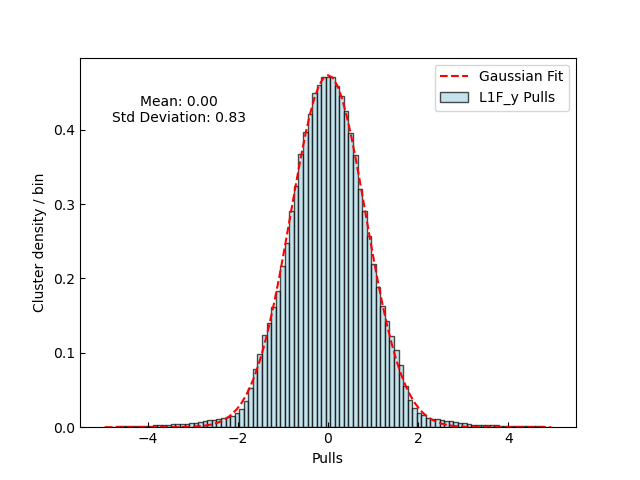 Mean: 0.00
Std Deviation: 0.83
Gaussian Fit
L1F_y Pulls
Cluster density / bin
0.4
0.3
0.2
0.1
0.0
−4
−2
0
2
4
Pulls